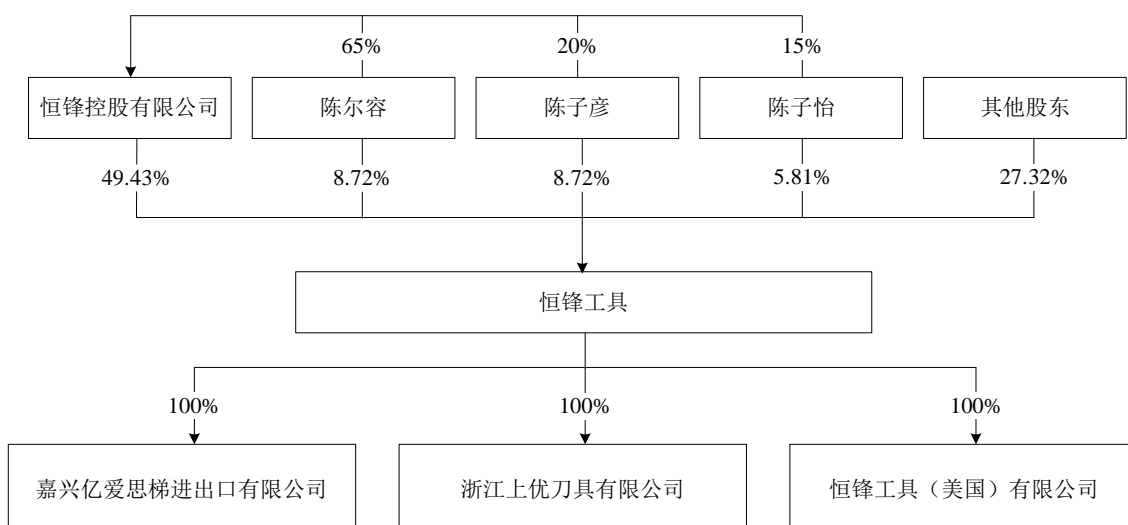 65%
20%
15%
恒锋控股有限公司
陈尔容
陈子彦
陈子怡
其他股东
49.43%
8.72%
8.72%
5.81%
27.32%
恒锋工具
100%
100%
100%
嘉兴亿爱思梯进出口有限公司
浙江上优刀具有限公司
恒锋工具（美国）有限公司